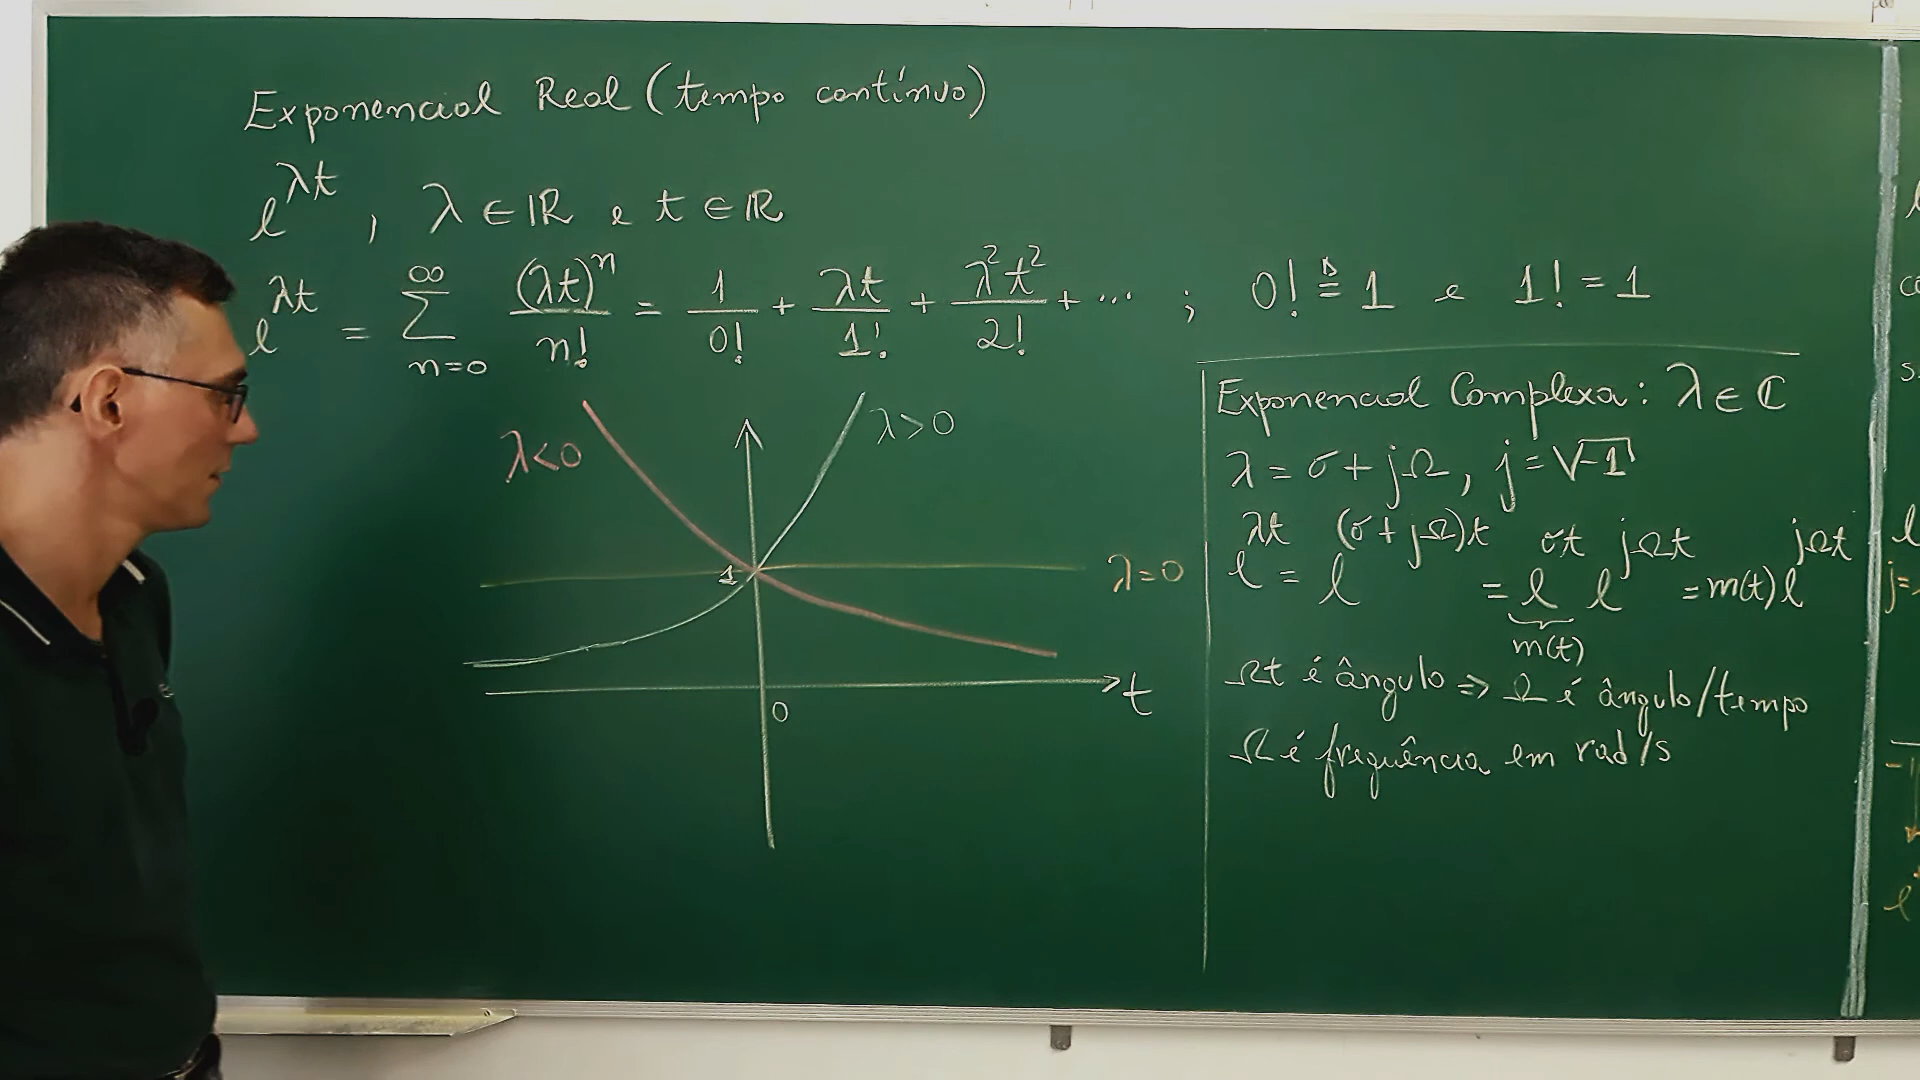 Exponencial Real (tempo contínuo)
e^{λt}, λ ∈ ℝ e t ∈ ℝ
e^{λt} = ∑_{n=0}^{∞} (λt)^n / n! = 1/0! + λt/1! + λ²t²/2! + ⋯ ; 0! ≜ 1 e 1! = 1
λ<0
λ>0
1
λ=0
t
0
Exponencial Complexa: λ ∈ ℂ
λ = σ + jΩ, j = √-1
e^{λt} = e^{(σ+jΩ)t} = e^{σt} e^{jΩt} = m(t) e^{jΩt}
m(t)
Ωt é ângulo ⇒ Ω é ângulo/tempo
Ω é frequência em rad/s